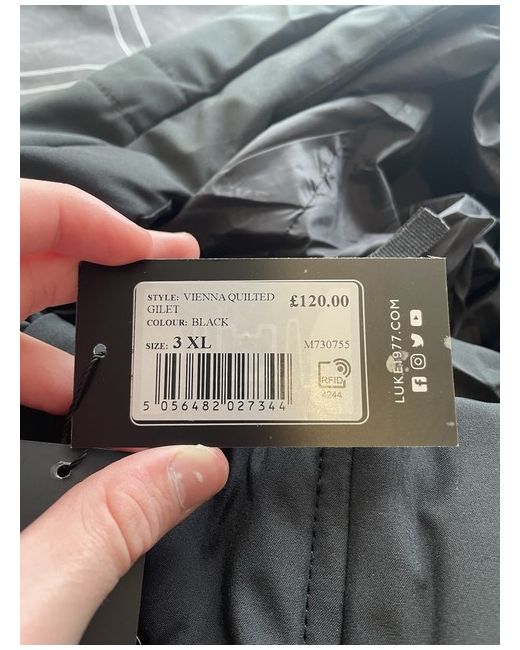 STYLE: VIENNA QUILTED GILET £120.00
COLOUR: BLACK
SIZE: 3 XL M730755
RFID
4244
5 056482 027344
LUKE1977.COM